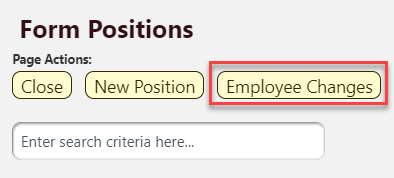 Form Positions
Page Actions:
Close New Position Employee Changes
Enter search criteria here...